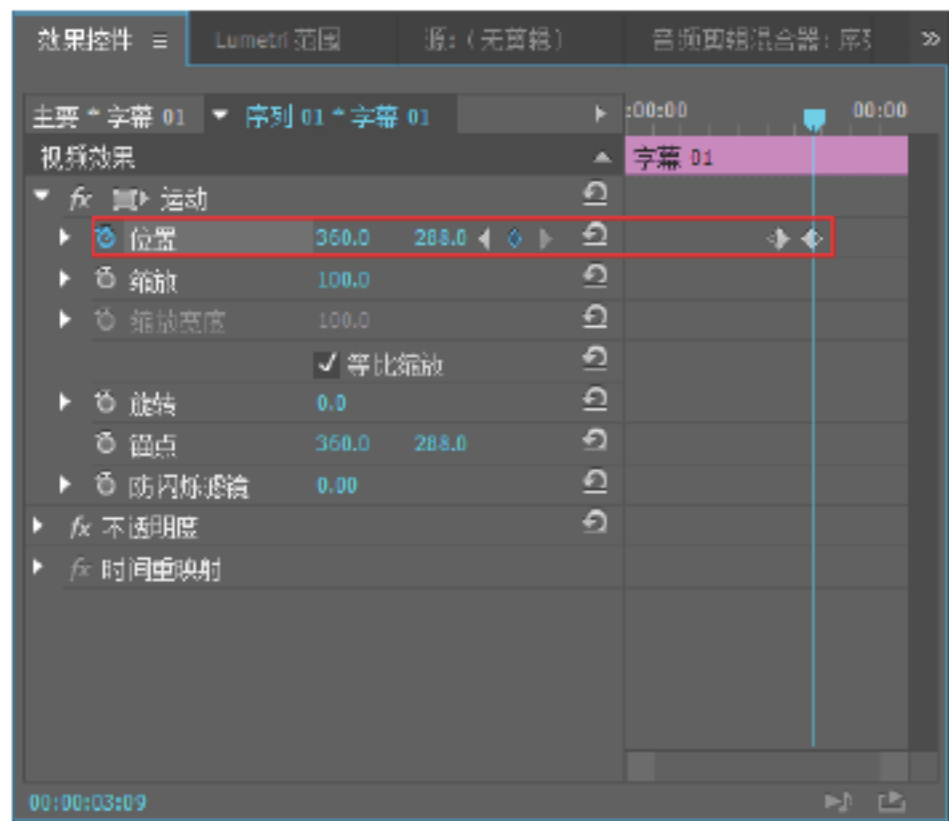 效果控件 ≡ Lumetri 范围 源:（无剪辑） 音频剪辑混合器: 序列 »
主要 * 字幕 01 序列 01 * 字幕 01 :00:00 00:00
视频效果 字幕 01
fx 运动
位置 360.0 288.0
缩放 100.0
缩放宽度 100.0
✓ 等比缩放
旋转 0.0
锚点 360.0 288.0
防闪烁滤镜 0.00
fx 不透明度
fx 时间重映射
00:00:03:09